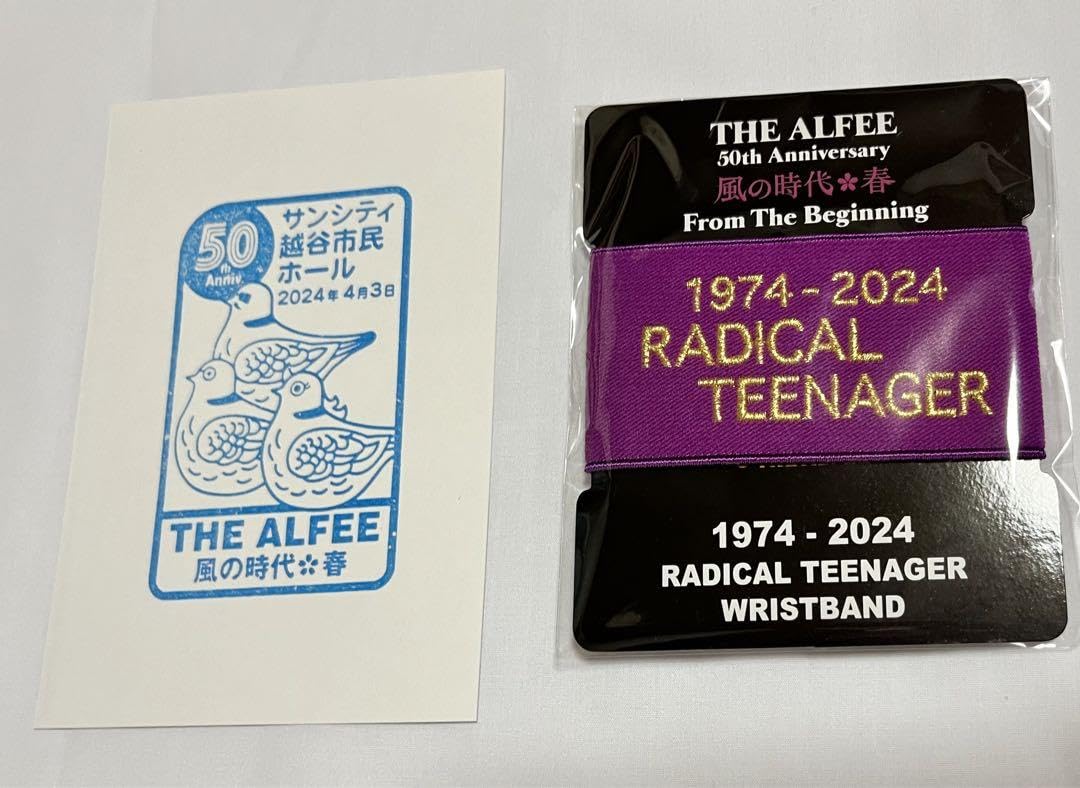 50
th
Anniv.
サンシティ
越谷市民
ホール
2024年4月3日
THE ALFEE
風の時代✽春
THE ALFEE
50th Anniversary
風の時代✽春
From The Beginning
1974-2024
RADICAL
TEENAGER
1974 - 2024
RADICAL TEENAGER
WRISTBAND